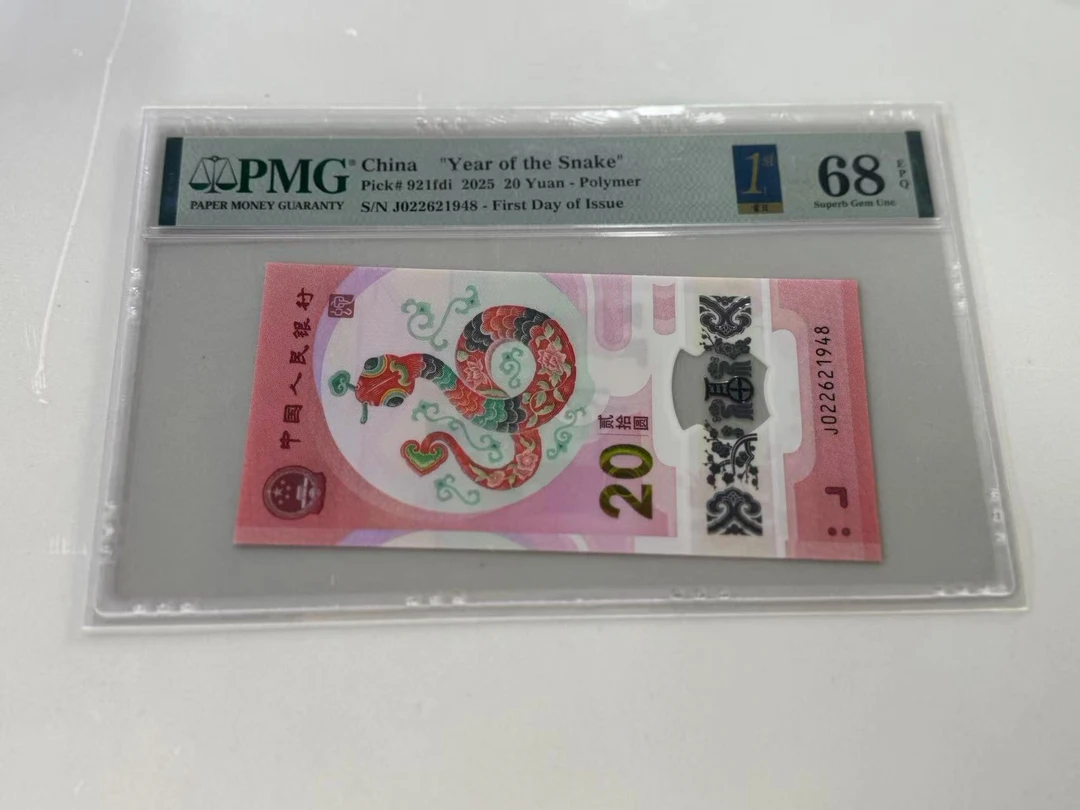 PMG® China "Year of the Snake"
Pick# 921fdi 2025 20 Yuan - Polymer
PAPER MONEY GUARANTY S/N J022621948 - First Day of Issue
1st
68 EPQ
Superb Gem Unc
中国人民银行
贰拾圆
20
J022621948